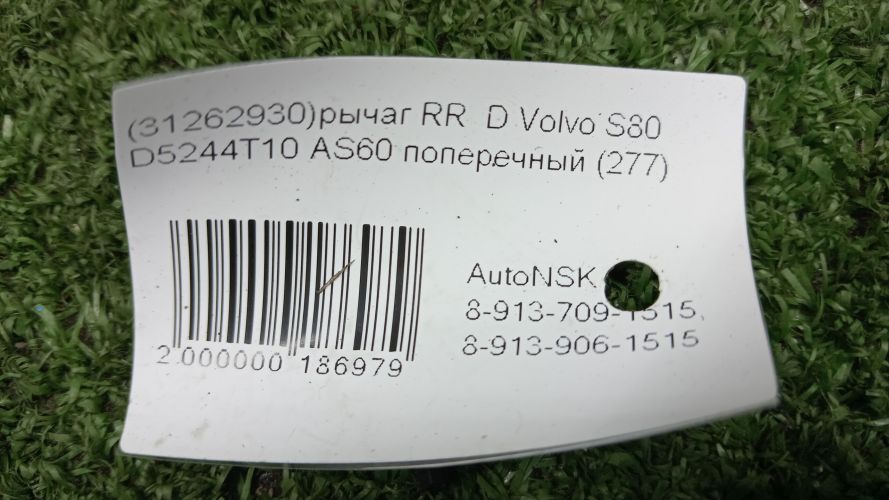 (31262930)рычаг RR D Volvo S80
D5244T10 AS60 поперечный (277)
AutoNSK
8-913-709-1515,
8-913-906-1515
2 000000 186979